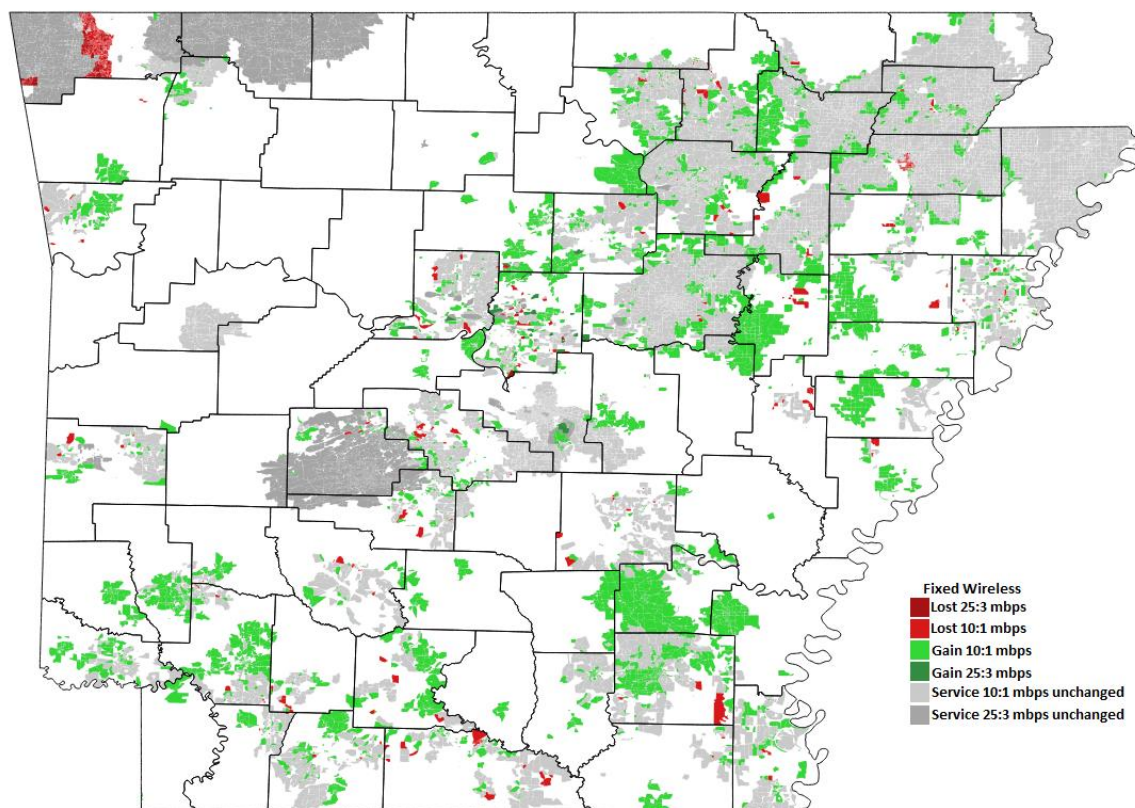 Fixed Wireless
Lost 25:3 mbps
Lost 10:1 mbps
Gain 10:1 mbps
Gain 25:3 mbps
Service 10:1 mbps unchanged
Service 25:3 mbps unchanged